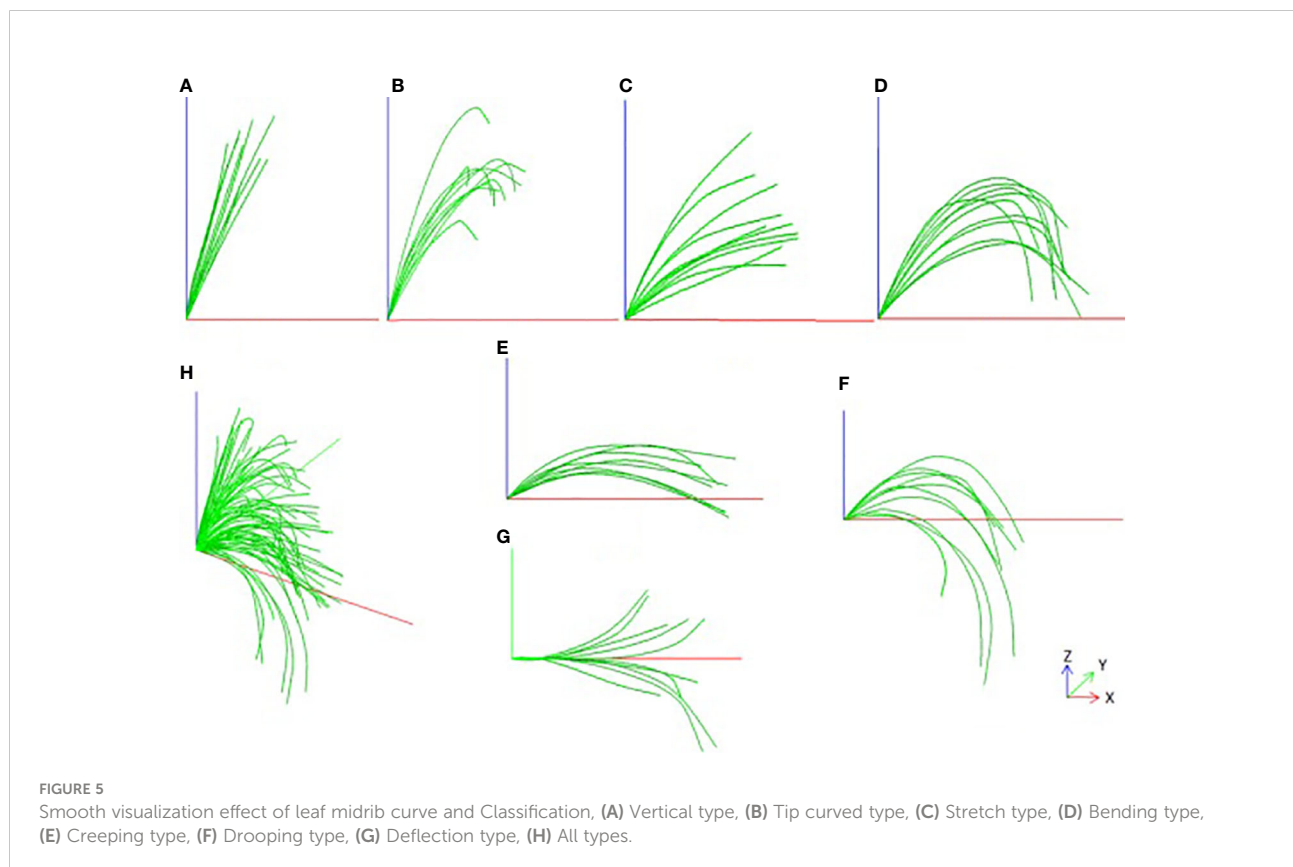 A
B
C
D
E
H
F
G
Z
Y
X
FIGURE 5
Smooth visualization effect of leaf midrib curve and Classification, (A) Vertical type, (B) Tip curved type, (C) Stretch type, (D) Bending type,
(E) Creeping type, (F) Drooping type, (G) Deflection type, (H) All types.